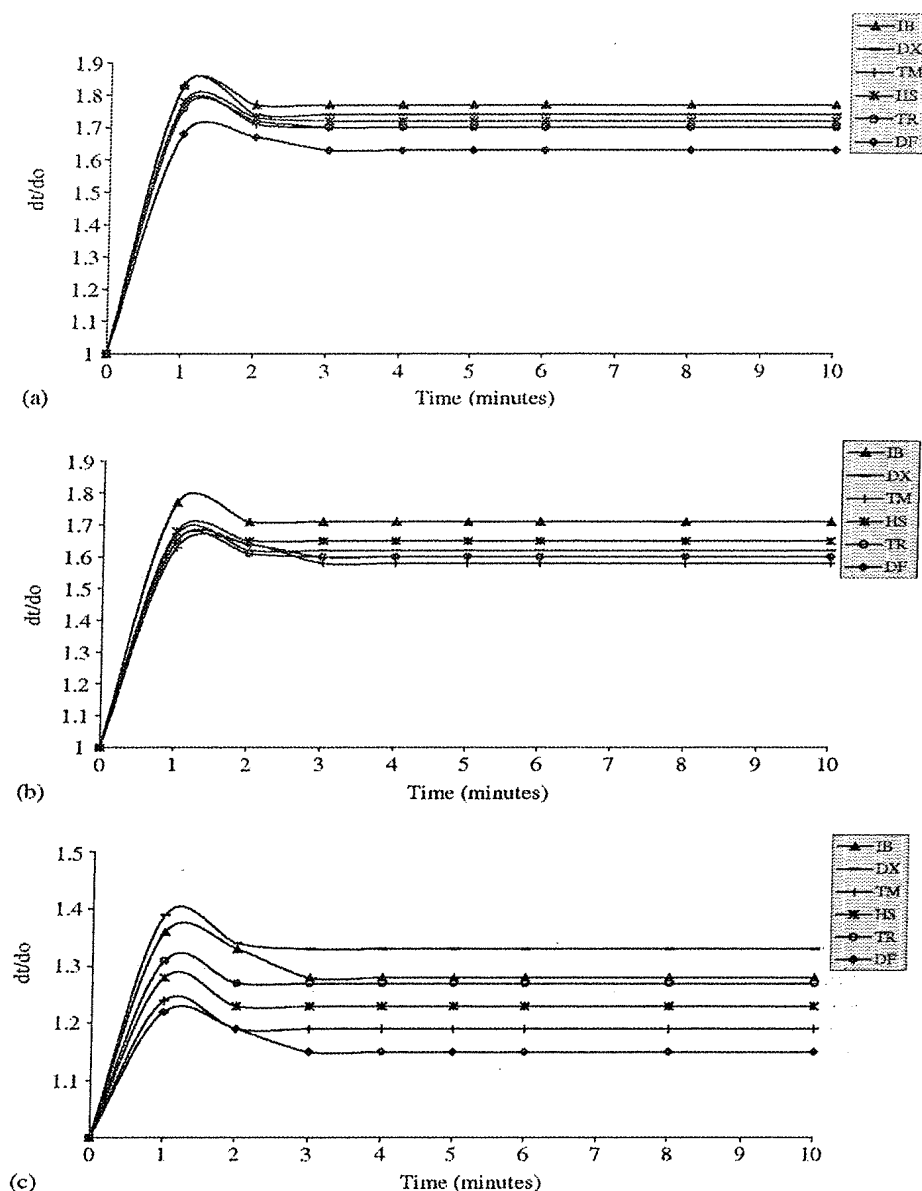 IB
DX
TM
HS
TR
DF
1.9
1.8
1.7
1.6
1.5
1.4
1.3
1.2
1.1
1
dt/do
0 1 2 3 4 5 6 7 8 9 10
Time (minutes)
(a)
IB
DX
TM
HS
TR
DF
1.9
1.8
1.7
1.6
1.5
1.4
1.3
1.2
1.1
1
dt/do
0 1 2 3 4 5 6 7 8 9 10
Time (minutes)
(b)
IB
DX
TM
HS
TR
DF
1.5
1.4
1.3
1.2
1.1
dt/do
0 1 2 3 4 5 6 7 8 9 10
Time (minutes)
(c)